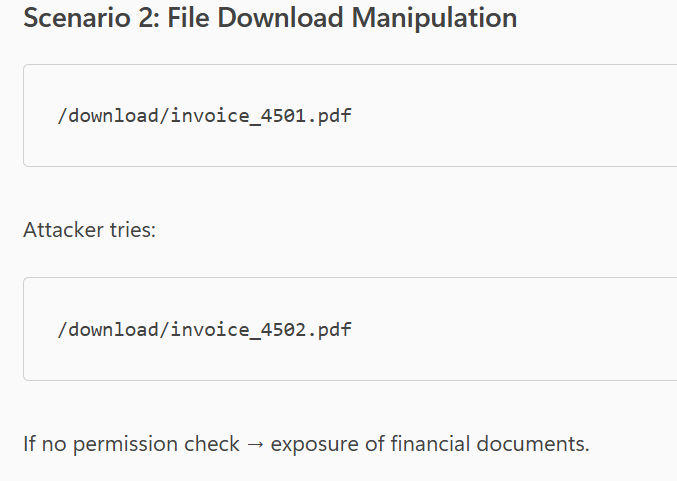 Scenario 2: File Download Manipulation
/download/invoice_4501.pdf
Attacker tries:
/download/invoice_4502.pdf
If no permission check → exposure of financial documents.